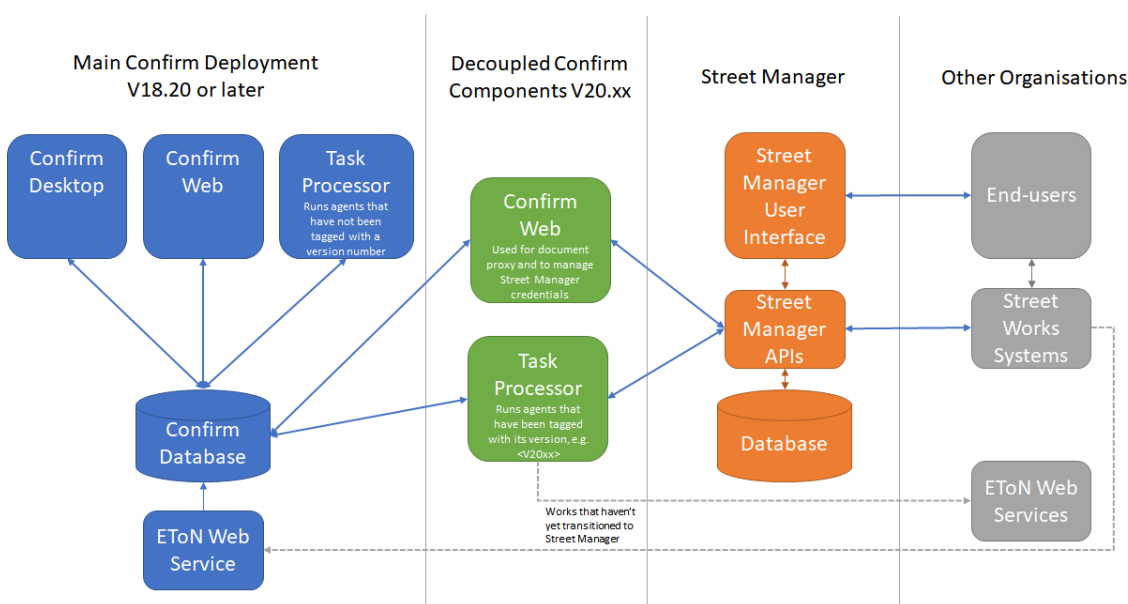 Main Confirm Deployment
V18.20 or later
Decoupled Confirm
Components V20.xx
Street Manager
Other Organisations
Confirm
Desktop
Confirm
Web
Task
Processor
Runs agents that
have not been
tagged with a
version number
Confirm
Web
Used for document
proxy and to manage
Street Manager
credentials
Street
Manager
User
Interface
End-users
Street
Manager
APIs
Street
Works
Systems
Task
Processor
Runs agents that
have been tagged
with its version, e.g.
<V20xx>
Confirm
Database
Database
EToN Web
Services
Works that haven't
yet transitioned to
Street Manager
EToN Web
Service